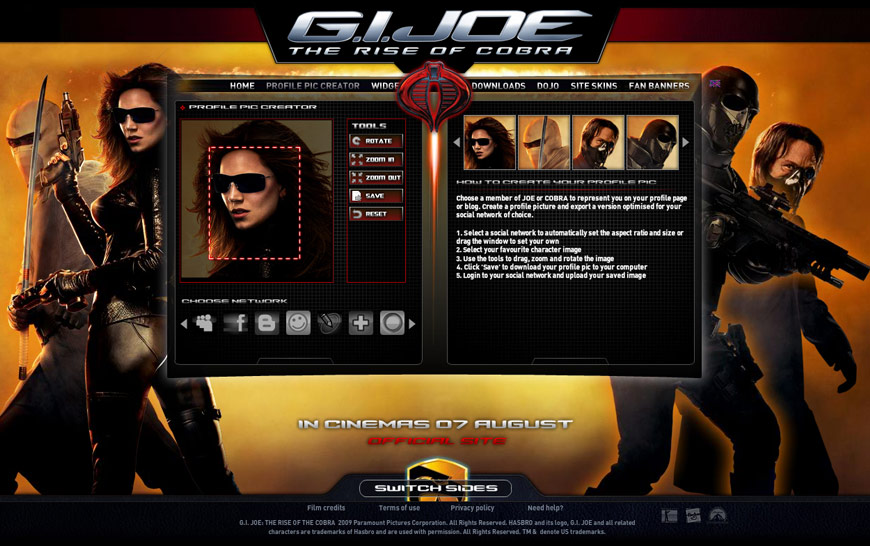 G.I.JOE
THE RISE OF COBRA
HOME PROFILE PIC CREATOR WIDGE DOWNLOADS DOJO SITE SKINS FAN BANNERS
PROFILE PIC CREATOR
TOOLS
ROTATE
ZOOM IN
ZOOM OUT
SAVE
RESET
CHOOSE NETWORK
HOW TO CREATE YOUR PROFILE PIC
Choose a member of JOE or COBRA to represent you on your profile page
or blog. Create a profile picture and export a version optimised for your
social network of choice.
1. Select a social network to automatically set the aspect ratio and size or
drag the window to set your own
2. Select your favourite character image
3. Use the tools to drag, zoom and rotate the image
4. Click 'Save' to download your profile pic to your computer
5. Login to your social network and upload your saved image
IN CINEMAS 07 AUGUST
OFFICIAL SITE
SWITCH SIDES
Film credits Terms of use Privacy policy Need help?
G.I. JOE: THE RISE OF THE COBRA 2009 Paramount Pictures Corporation. All Rights Reserved. HASBRO and its logo, G.I. JOE and all related
characters are trademarks of Hasbro and are used with permission. All Rights Reserved. TM & denote US trademarks.